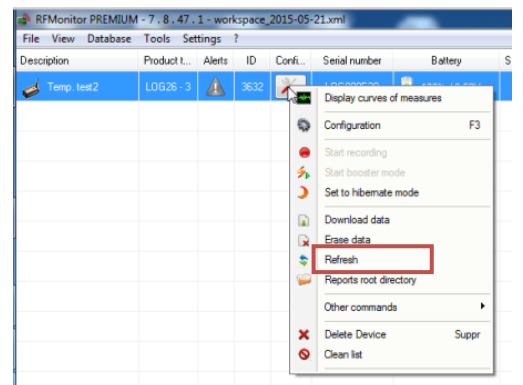 RFMonitor PREMIUM - 7 . 8 . 47 . 1 - workspace_2015-05-21.xml
File View Database Tools Settings ?
Description Product t... Alerts ID Confi... Serial number Battery S
Temp. test2 LOG26 - 3 3632
Display curves of measures
Configuration F3
Start recording
Start booster mode
Set to hibernate mode
Download data
Erase data
Refresh
Reports root directory
Other commands
Delete Device Suppr
Clean list